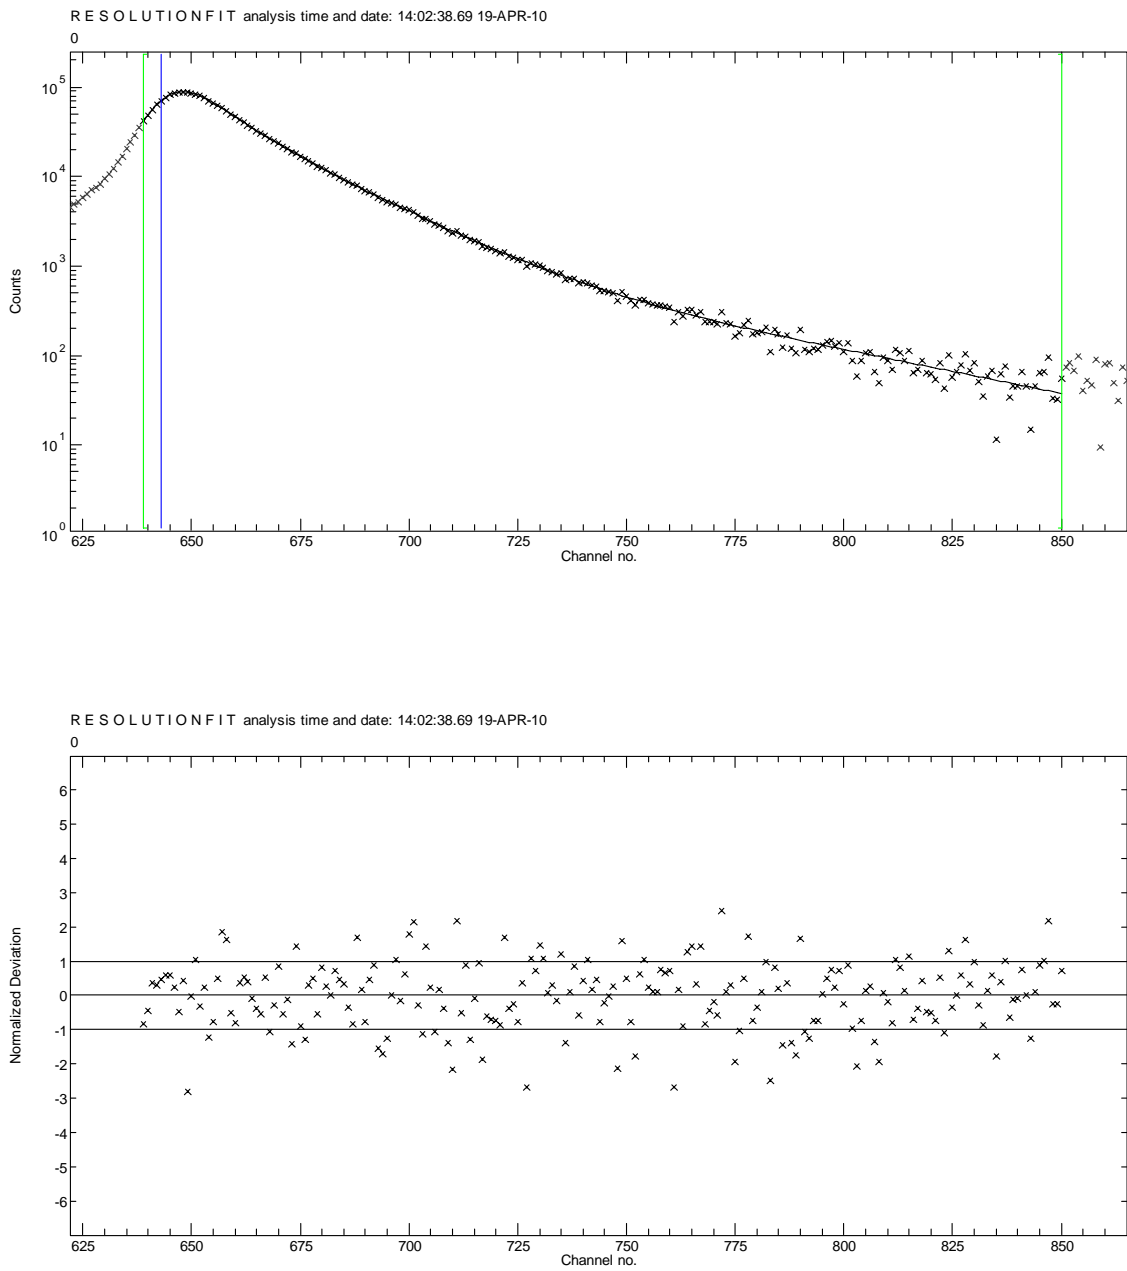 R E S O L U T I O N F I T analysis time and date: 14:02:38.69 19-APR-10
0
10^5
10^4
10^3
10^2
10^1
10^0
Counts
625 650 675 700 725 750 775 800 825 850
Channel no.
R E S O L U T I O N F I T analysis time and date: 14:02:38.69 19-APR-10
0
6
5
4
3
2
1
0
-1
-2
-3
-4
-5
-6
Normalized Deviation
625 650 675 700 725 750 775 800 825 850
Channel no.